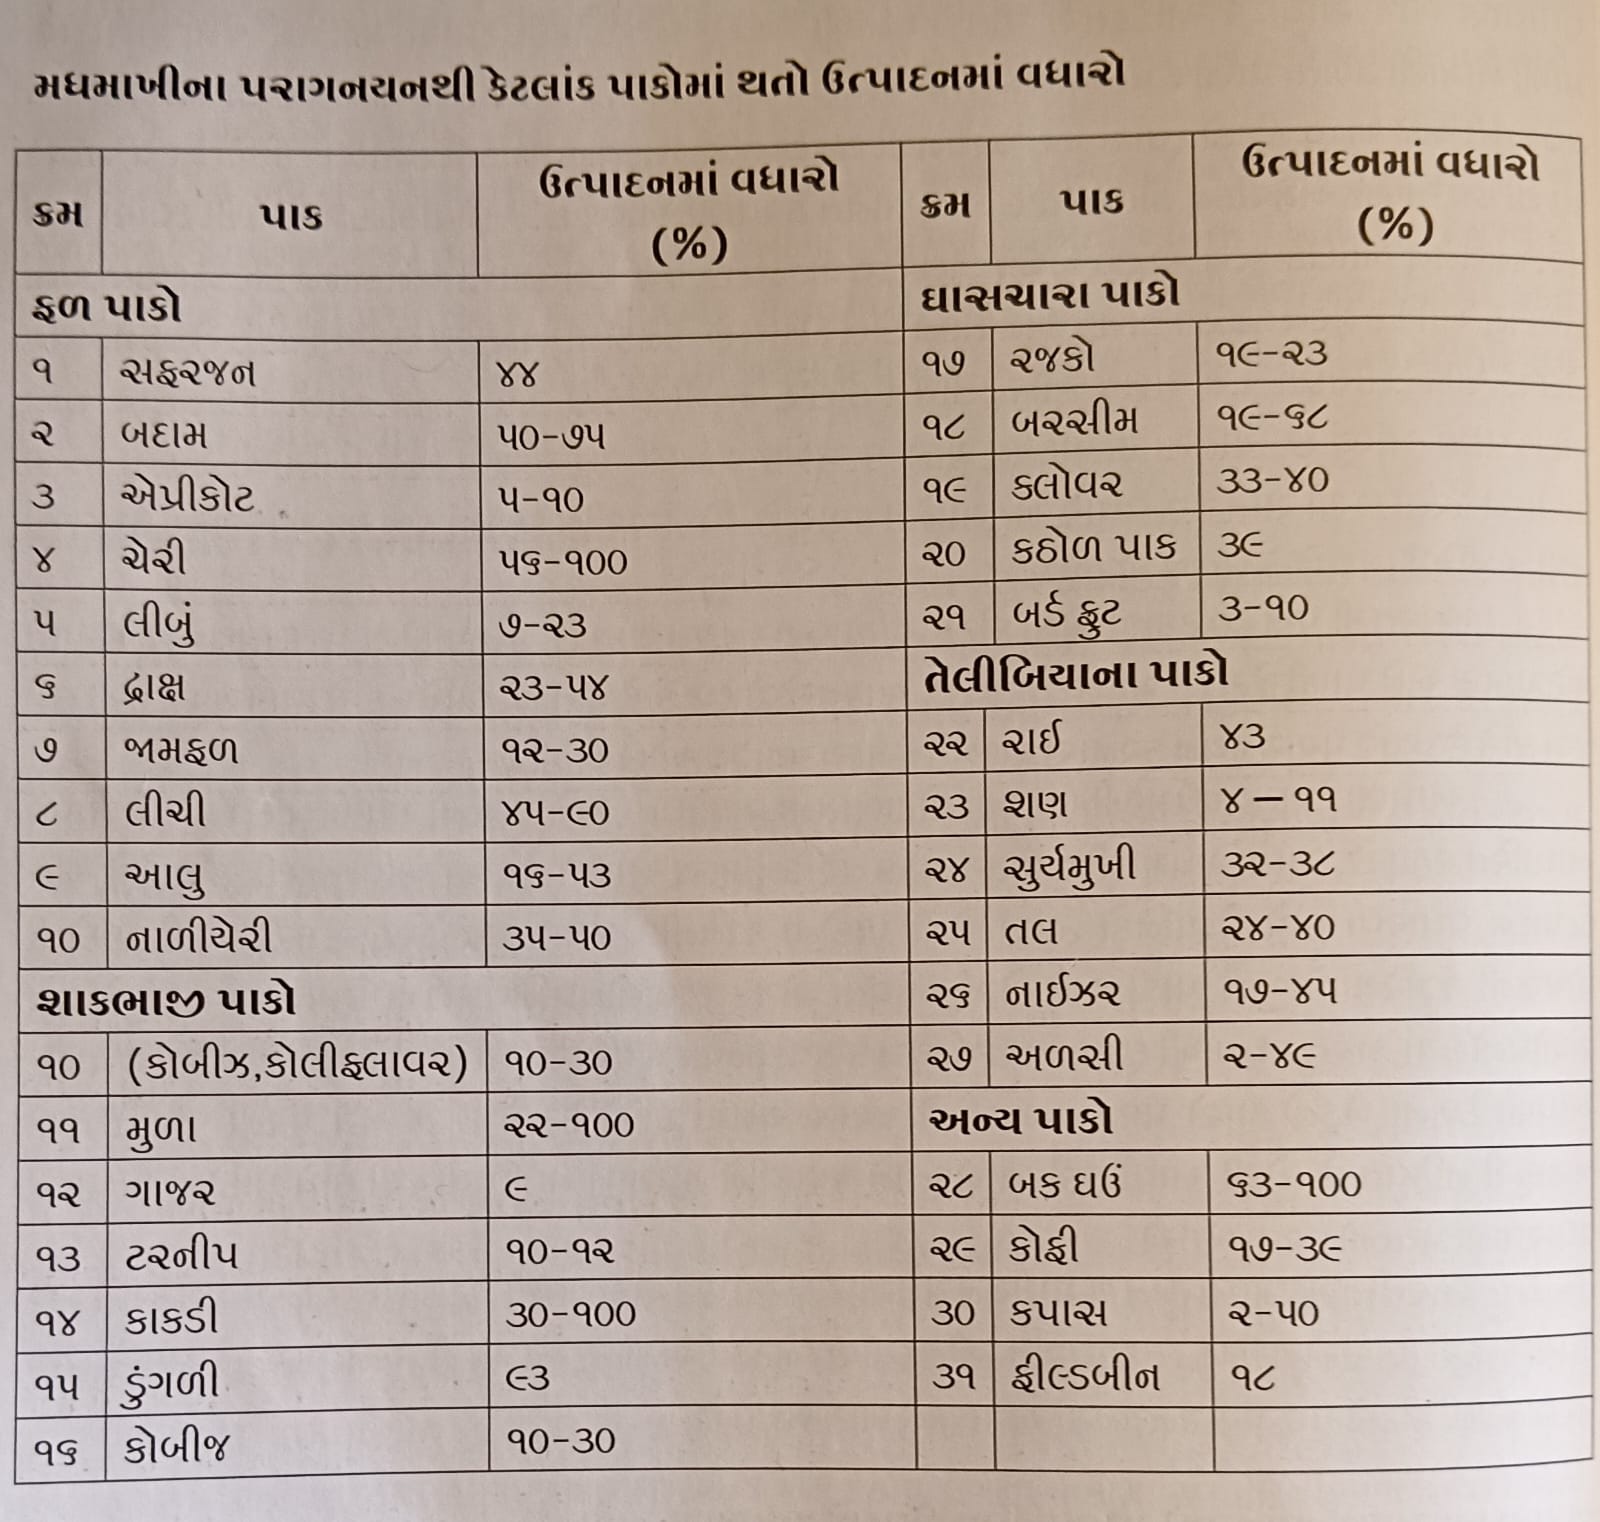 મધમાખીના પરાગનયનથી કેટલાંક પાકોમાં થતો ઉત્પાદનમાં વધારો
ક્રમ પાક ઉત્પાદનમાં વધારો (%) ક્રમ પાક ઉત્પાદનમાં વધારો (%)
ફળ પાકો ઘાસચારા પાકો
૧ સફરજન ૪૪ ૧૭ રજકો ૧૯-૨૩
૨ બદામ ૫૦-૭૫ ૧૮ બરસીમ ૧૯-૬૮
૩ એપ્રીકોટ ૫-૧૦ ૧૯ ક્લોવર ૩૩-૪૦
૪ ચેરી ૫૬-૧૦૦ ૨૦ કઠોળ પાક ૩૯
૫ લીબું ૭-૨૩ ૨૧ બર્ડ ફ્રુટ ૩-૧૦
૬ દ્રાક્ષ ૨૩-૫૪ તેલીબિયાના પાકો
૭ જામફળ ૧૨-૩૦ ૨૨ રાઈ ૪૩
૮ લીચી ૪૫-૯૦ ૨૩ શણ ૪ – ૧૧
૯ આલુ ૧૬-૫૩ ૨૪ સુર્યમુખી ૩૨-૩૮
૧૦ નાળીયેરી ૩૫-૫૦ ૨૫ તલ ૨૪-૪૦
શાકભાજી પાકો ૨૬ નાઈઝર ૧૭-૪૫
૧૦ (કોબીઝ,કોલીફ્લાવર) ૧૦-૩૦ ૨૭ અળસી ૨-૪૯
૧૧ મુળા ૨૨-૧૦૦ અન્ય પાકો
૧૨ ગાજર ૯ ૨૮ બક ઘઉં ૬૩-૧૦૦
૧૩ ટરનીપ ૧૦-૧૨ ૨૯ કોફી ૧૭-૩૯
૧૪ કાકડી ૩૦-૧૦૦ ૩૦ કપાસ ૨-૫૦
૧૫ ડુંગળી ૯૩ ૩૧ ફીલ્ડબીન ૧૮
૧૬ કોબીજ ૧૦-૩૦